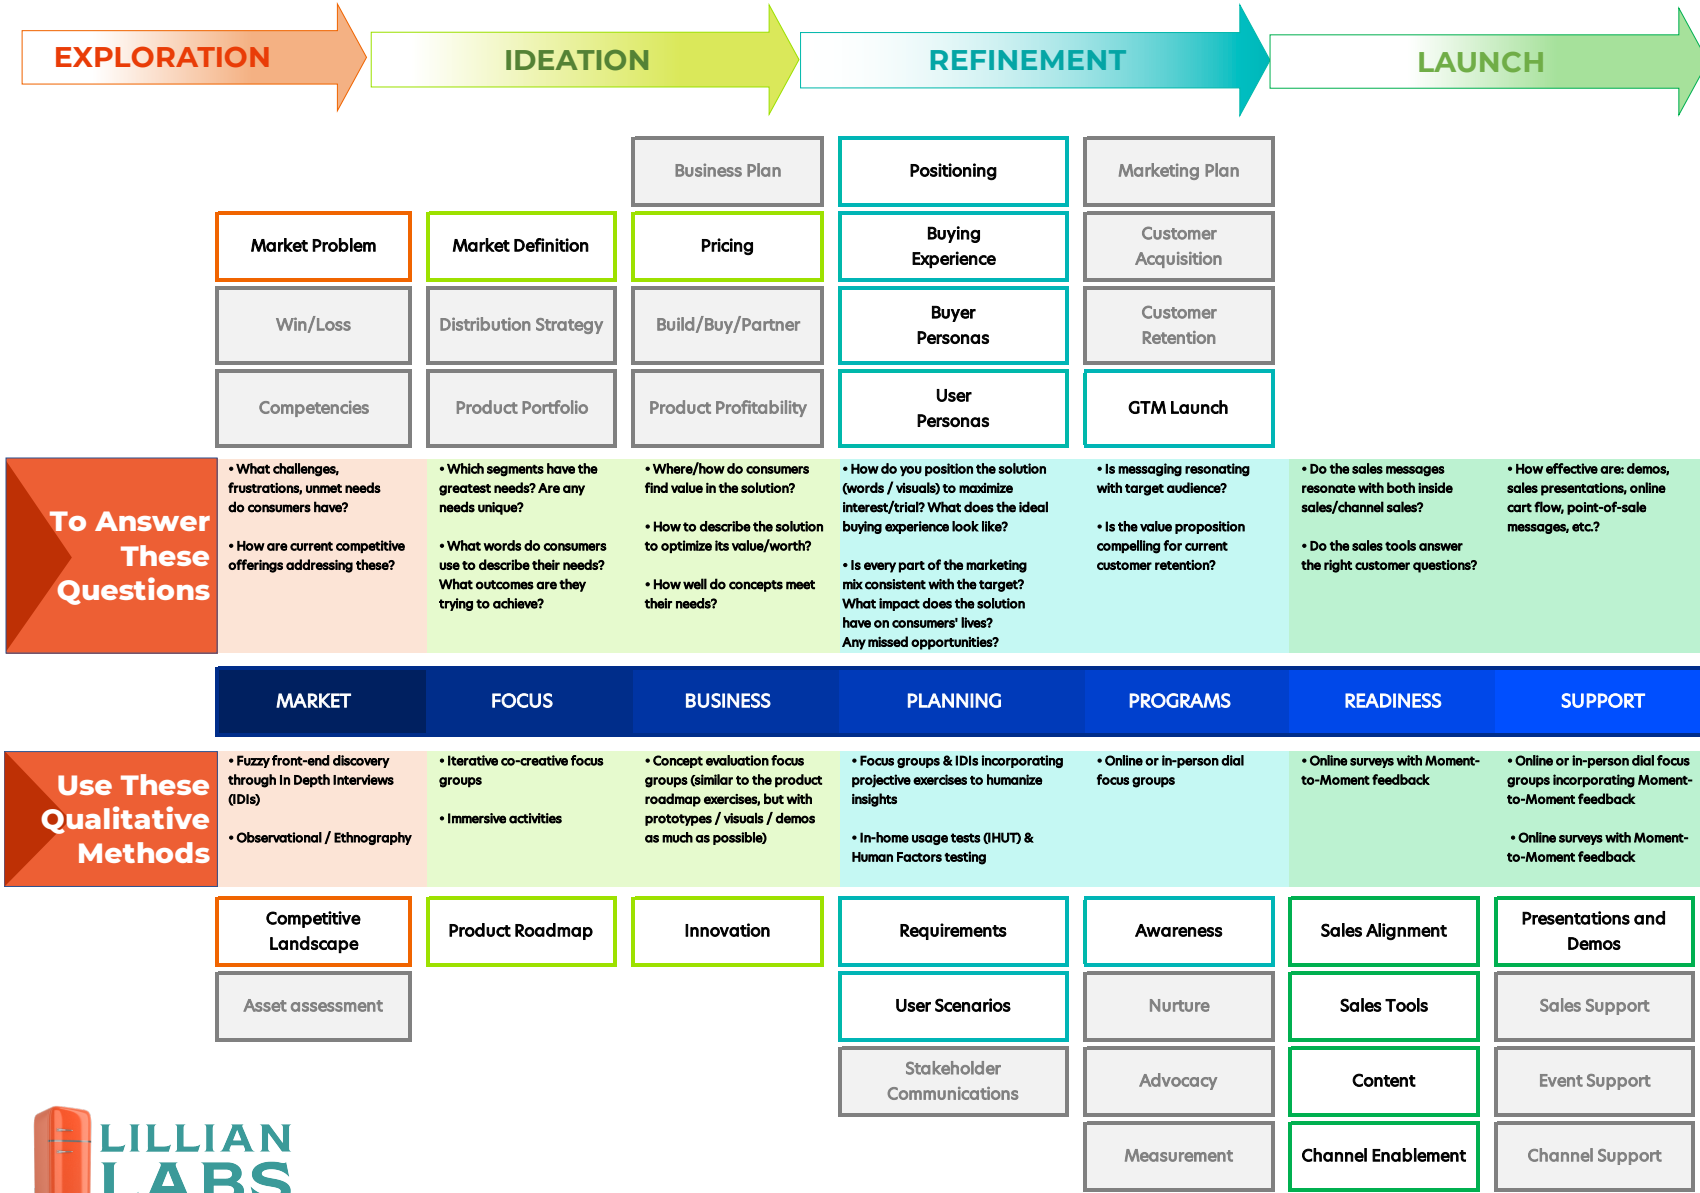 EXPLORATION
IDEATION
REFINEMENT
LAUNCH
Business Plan
Positioning
Marketing Plan
Market Problem
Market Definition
Pricing
Buying
Experience
Customer
Acquisition
Win/Loss
Distribution Strategy
Build/Buy/Partner
Buyer
Personas
Customer
Retention
Competencies
Product Portfolio
Product Profitability
User
Personas
GTM Launch
To Answer
These
Questions
• What challenges,
frustrations, unmet needs
do consumers have?
• How are current competitive
offerings addressing these?
• Which segments have the
greatest needs? Are any
needs unique?
• What words do consumers
use to describe their needs?
What outcomes are they
trying to achieve?
• Where/how do consumers
find value in the solution?
• How to describe the solution
to optimize its value/worth?
• How well do concepts meet
their needs?
• How do you position the solution
(words / visuals) to maximize
interest/trial? What does the ideal
buying experience look like?
• Is every part of the marketing
mix consistent with the target?
What impact does the solution
have on consumers' lives?
Any missed opportunities?
• Is messaging resonating
with target audience?
• Is the value proposition
compelling for current
customer retention?
• Do the sales messages
resonate with both inside
sales/channel sales?
• Do the sales tools answer
the right customer questions?
• How effective are: demos,
sales presentations, online
cart flow, point-of-sale
messages, etc.?
MARKET
FOCUS
BUSINESS
PLANNING
PROGRAMS
READINESS
SUPPORT
Use These
Qualitative
Methods
• Fuzzy front-end discovery
through In Depth Interviews
(IDIs)
• Observational / Ethnography
• Iterative co-creative focus
groups
• Immersive activities
• Concept evaluation focus
groups (similar to the product
roadmap exercises, but with
prototypes / visuals / demos
as much as possible)
• Focus groups & IDIs incorporating
projective exercises to humanize
insights
• In-home usage tests (IHUT) &
Human Factors testing
• Online or in-person dial
focus groups
• Online surveys with Moment-
to-Moment feedback
• Online or in-person dial focus
groups incorporating Moment-
to-Moment feedback
• Online surveys with Moment-
to-Moment feedback
Competitive
Landscape
Product Roadmap
Innovation
Requirements
Awareness
Sales Alignment
Presentations and
Demos
Asset assessment
User Scenarios
Nurture
Sales Tools
Sales Support
Stakeholder
Communications
Advocacy
Content
Event Support
Measurement
Channel Enablement
Channel Support
LILLIAN
LABS